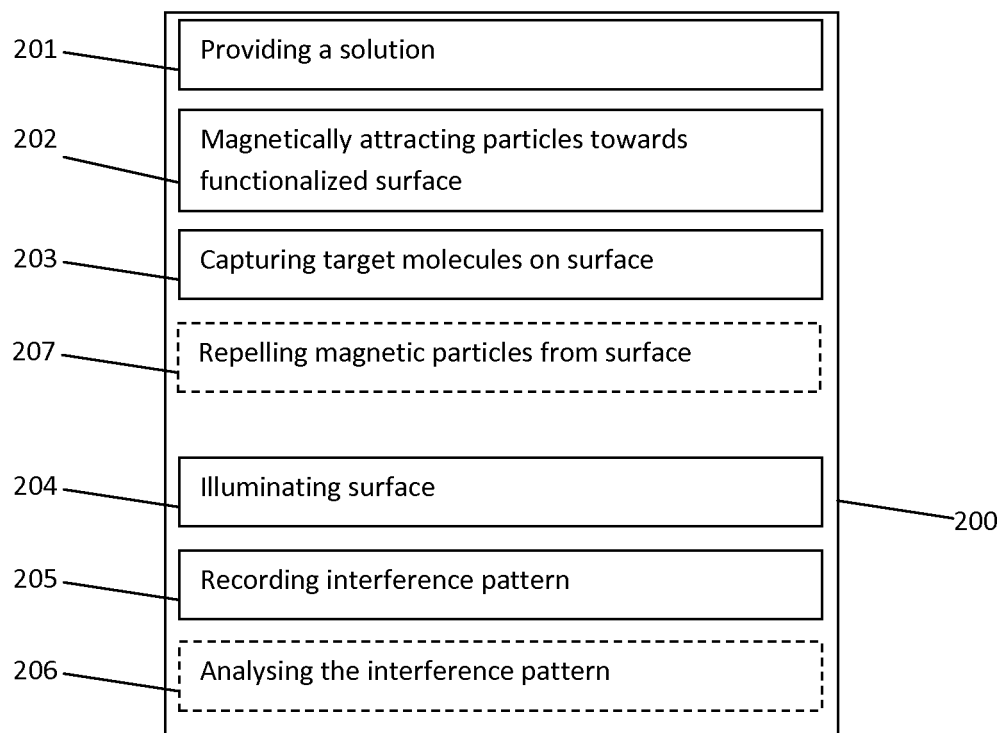 201
Providing a solution
202
Magnetically attracting particles towards
functionalized surface
203
Capturing target molecules on surface
207
Repelling magnetic particles from surface
204
Illuminating surface
200
205
Recording interference pattern
206
Analysing the interference pattern